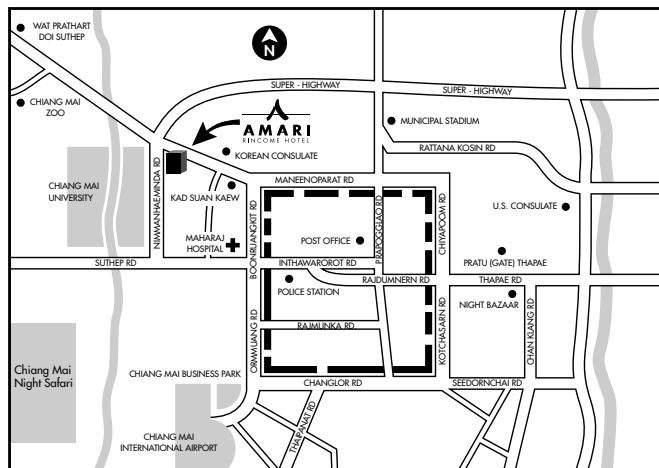 WAT PRATHART
DOI SUTHEP
N
SUPER - HIGHWAY
SUPER - HIGHWAY
CHIANG MAI
ZOO
AMARI
RINCOME HOTEL
MUNICIPAL STADIUM
RATTANA KOSIN RD
KOREAN CONSULATE
NIMMANHAEMINDA RD
MANEENOPARAT RD
CHIANG MAI
UNIVERSITY
KAD SUAN KAEW
BOONRUANGKIT RD
PRAPOGGLAO RD
CHIYAPOOM RD
U.S. CONSULATE
MAHARAJ
HOSPITAL
POST OFFICE
PRATU (GATE) THAPAE
SUTHEP RD
INTHAWAROROT RD
RAJDUMNERN RD
THAPAE RD
POLICE STATION
NIGHT BAZAAR
ORMMUANG RD
RAJMUNKA RD.
KOTCHASARN RD
CHAN KLANG RD
Chiang Mai
Night Safari
CHIANG MAI BUSINESS PARK
CHANGLOR RD
SEEDORNCHAI RD
THAIPANAT RD
CHIANG MAI
INTERNATIONAL AIRPORT